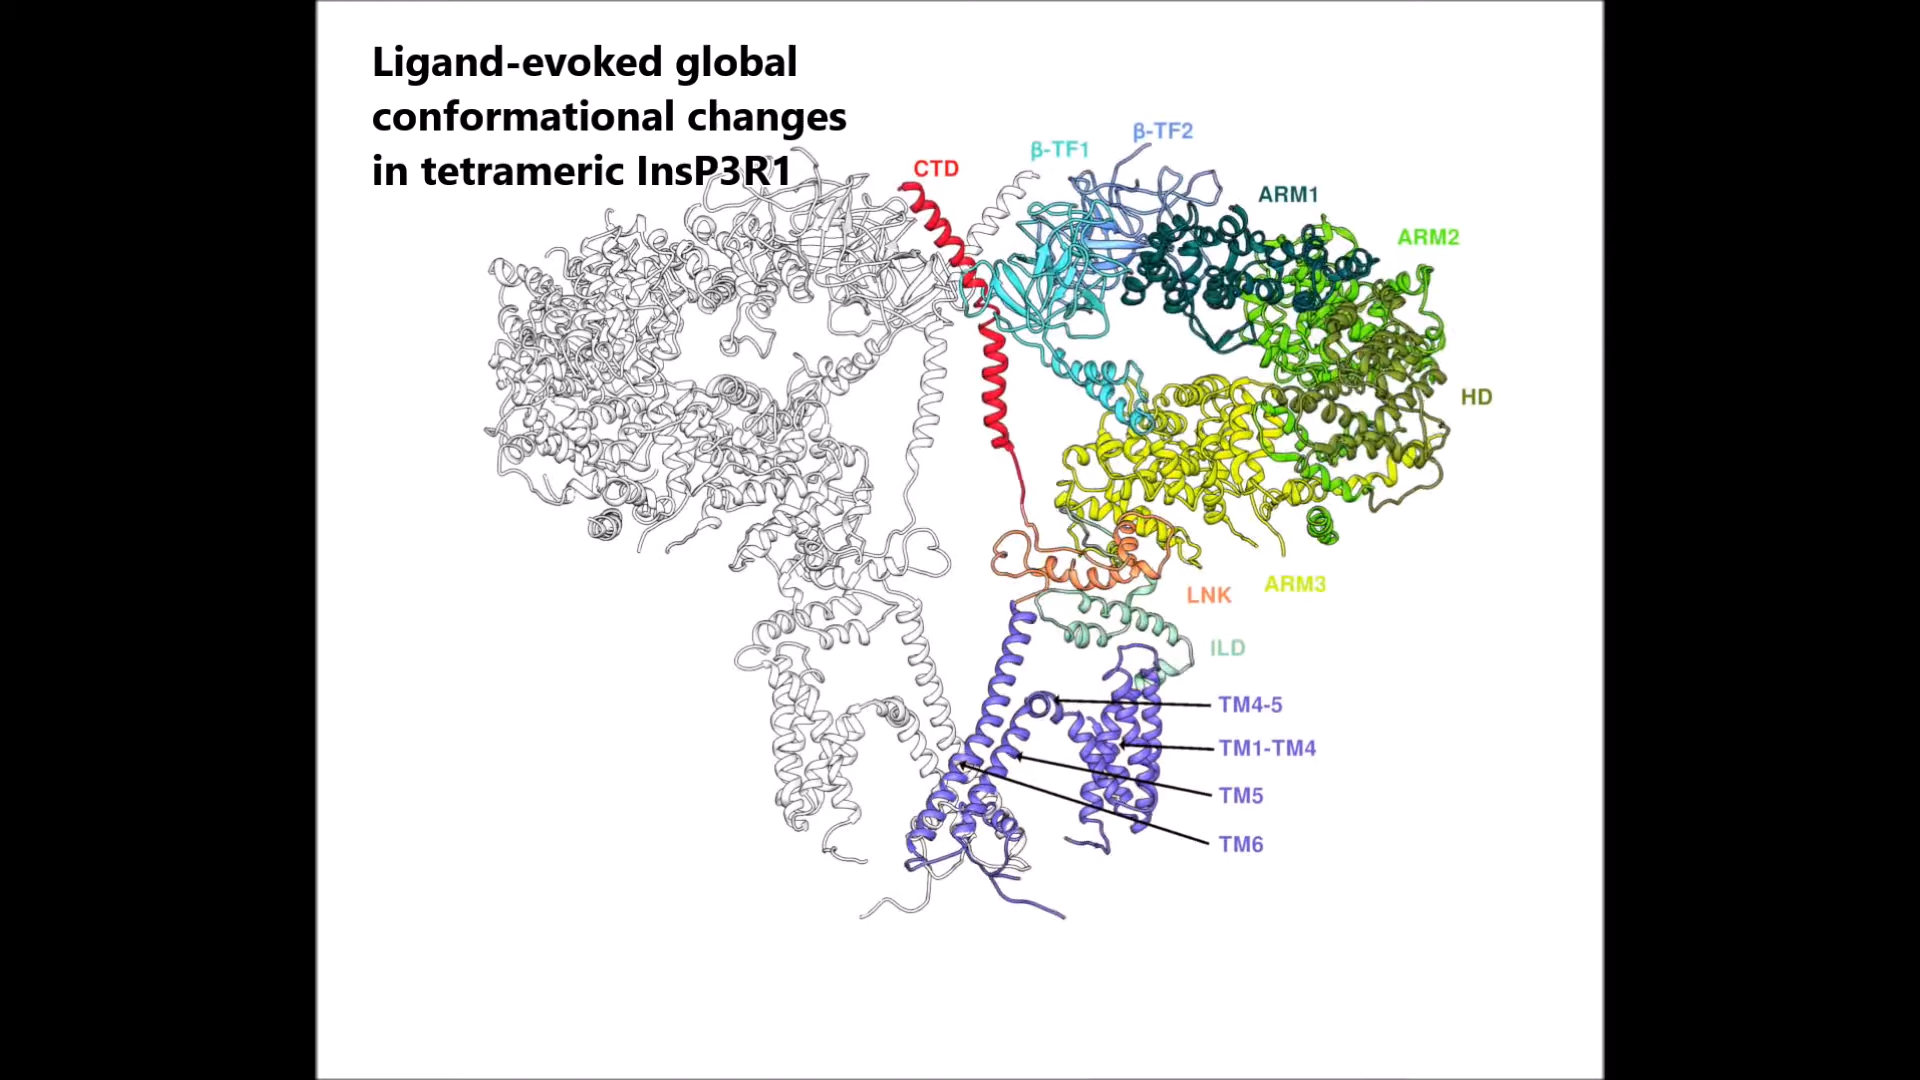 Ligand-evoked global
conformational changes
in tetrameric InsP3R1
β-TF2
β-TF1
CTD
ARM1
ARM2
HD
ARM3
LNK
ILD
TM4-5
TM1-TM4
TM5
TM6